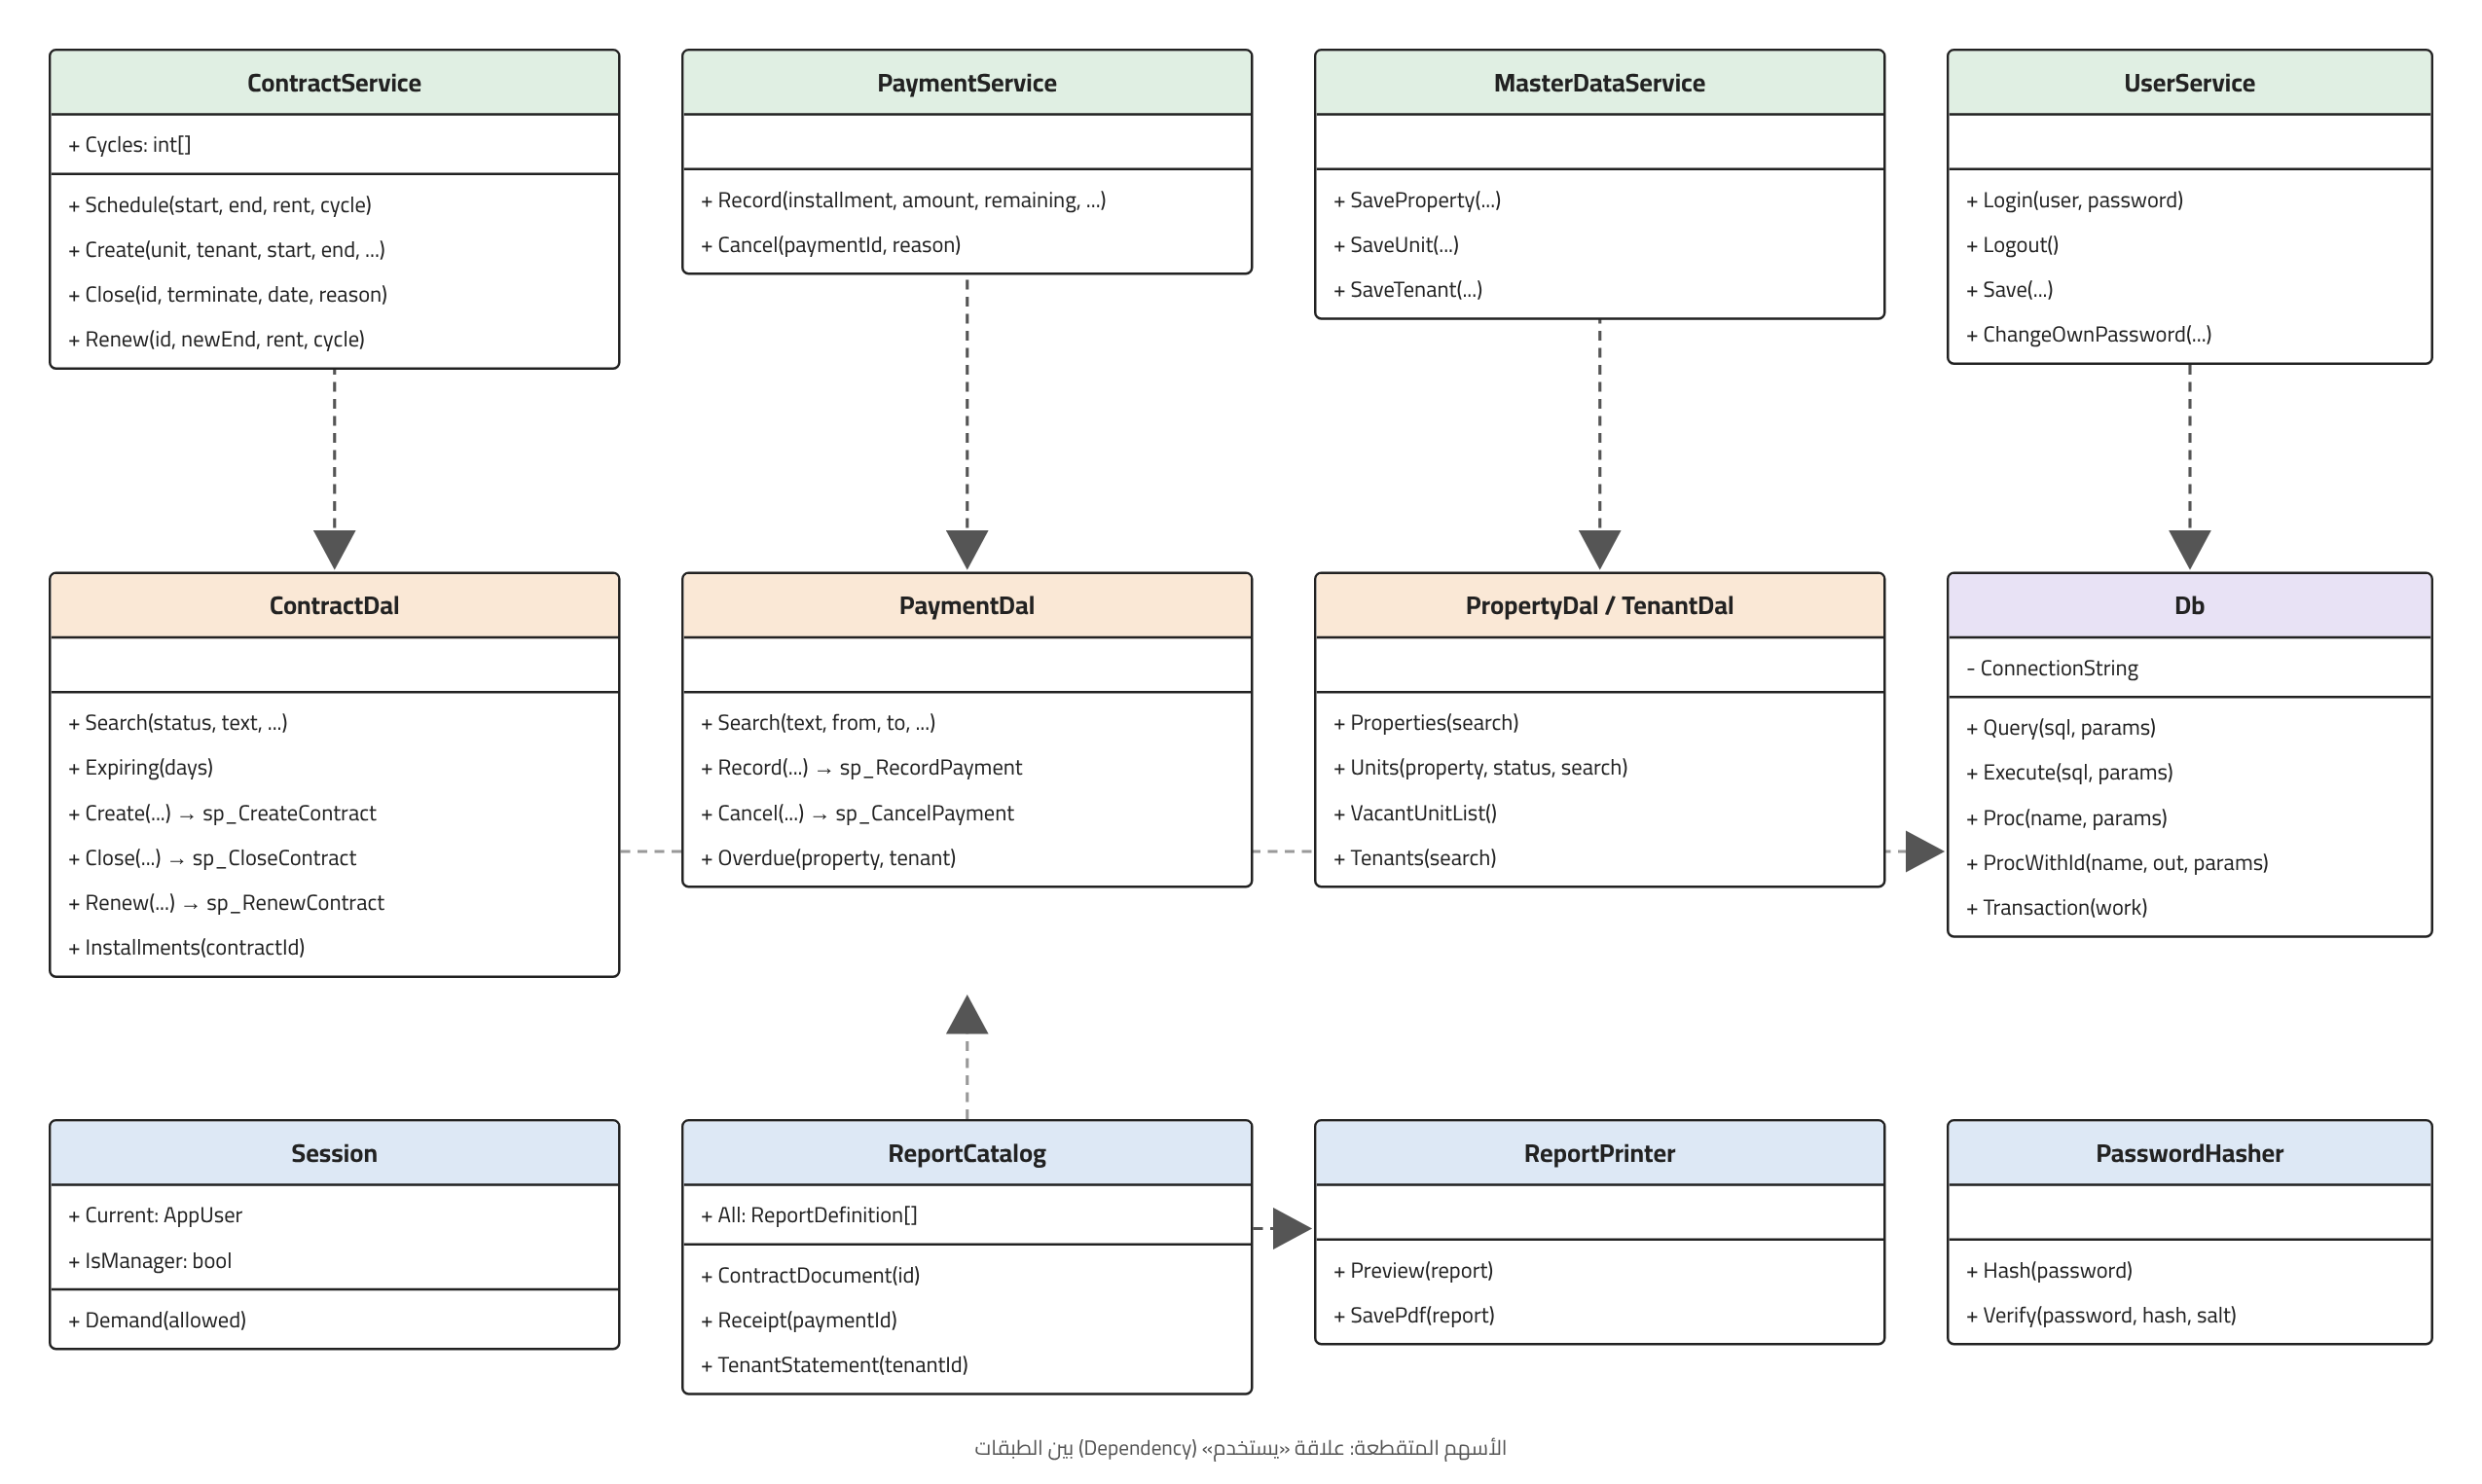 ContractService
+ Cycles: int[]
+ Schedule(start, end, rent, cycle)
+ Create(unit, tenant, start, end, ...)
+ Close(id, terminate, date, reason)
+ Renew(id, newEnd, rent, cycle)
PaymentService
+ Record(installment, amount, remaining, ...)
+ Cancel(paymentId, reason)
MasterDataService
+ SaveProperty(...)
+ SaveUnit(...)
+ SaveTenant(...)
UserService
+ Login(user, password)
+ Logout()
+ Save(...)
+ ChangeOwnPassword(...)
ContractDal
+ Search(status, text, ...)
+ Expiring(days)
+ Create(...) → sp_CreateContract
+ Close(...) → sp_CloseContract
+ Renew(...) → sp_RenewContract
+ Installments(contractId)
PaymentDal
+ Search(text, from, to, ...)
+ Record(...) → sp_RecordPayment
+ Cancel(...) → sp_CancelPayment
+ Overdue(property, tenant)
PropertyDal / TenantDal
+ Properties(search)
+ Units(property, status, search)
+ VacantUnitList()
+ Tenants(search)
Db
- ConnectionString
+ Query(sql, params)
+ Execute(sql, params)
+ Proc(name, params)
+ ProcWithId(name, out, params)
+ Transaction(work)
Session
+ Current: AppUser
+ IsManager: bool
+ Demand(allowed)
ReportCatalog
+ All: ReportDefinition[]
+ ContractDocument(id)
+ Receipt(paymentId)
+ TenantStatement(tenantId)
ReportPrinter
+ Preview(report)
+ SavePdf(report)
PasswordHasher
+ Hash(password)
+ Verify(password, hash, salt)
الأسهم المتقطعة: علاقة «يستخدم» (Dependency) بين الطبقات